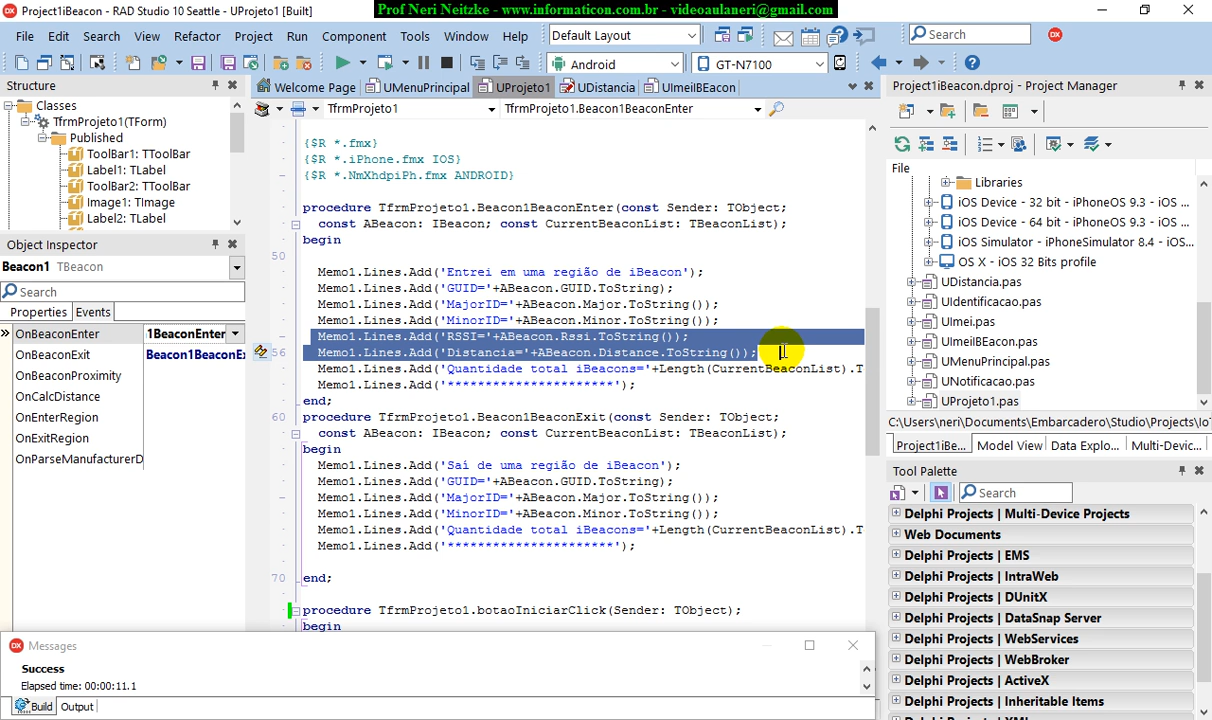 Project1iBeacon - RAD Studio 10 Seattle - UProjeto1 [Built]
Prof Neri Neitzke - www.informaticon.com.br - videoaulaneri@gmail.com
File Edit Search View Refactor Project Run Component Tools Window Help
Default Layout
Search
Android
GT-N7100
Structure
Classes
TfrmProjeto1(TForm)
Published
ToolBar1: TToolBar
Label1: TLabel
ToolBar2: TToolBar
Image1: TImage
Label2: TLabel
Object Inspector
Beacon1 TBeacon
Search
Properties Events
OnBeaconEnter 1BeaconEnter
OnBeaconExit Beacon1BeaconEx
OnBeaconProximity
OnCalcDistance
OnEnterRegion
OnExitRegion
OnParseManufacturerD
Welcome Page UMenuPrincipal UProjeto1 UDistancia UImeilBEacon
TfrmProjeto1 TfrmProjeto1.Beacon1BeaconEnter
{$R *.fmx}
{$R *.iPhone.fmx IOS}
{$R *.NmXhdpiPh.fmx ANDROID}
procedure TfrmProjeto1.Beacon1BeaconEnter(const Sender: TObject;
const ABeacon: IBeacon; const CurrentBeaconList: TBeaconList);
begin
50
Memo1.Lines.Add('Entrei em uma região de iBeacon');
Memo1.Lines.Add('GUID='+ABeacon.GUID.ToString);
Memo1.Lines.Add('MajorID='+ABeacon.Major.ToString());
Memo1.Lines.Add('MinorID='+ABeacon.Minor.ToString());
Memo1.Lines.Add('RSSI='+ABeacon.Rssi.ToString());
56 Memo1.Lines.Add('Distancia='+ABeacon.Distance.ToString());
Memo1.Lines.Add('Quantidade total iBeacons='+Length(CurrentBeaconList).T
Memo1.Lines.Add('**********************');
end;
60 procedure TfrmProjeto1.Beacon1BeaconExit(const Sender: TObject;
const ABeacon: IBeacon; const CurrentBeaconList: TBeaconList);
begin
Memo1.Lines.Add('Saí de uma região de iBeacon');
Memo1.Lines.Add('GUID='+ABeacon.GUID.ToString);
Memo1.Lines.Add('MajorID='+ABeacon.Major.ToString());
Memo1.Lines.Add('MinorID='+ABeacon.Minor.ToString());
Memo1.Lines.Add('Quantidade total iBeacons='+Length(CurrentBeaconList).T
Memo1.Lines.Add('**********************');
70 end;
procedure TfrmProjeto1.botaoIniciarClick(Sender: TObject);
begin
Messages
Success
Elapsed time: 00:00:11.1
Build Output
Project1iBeacon.dproj - Project Manager
File
Libraries
iOS Device - 32 bit - iPhoneOS 9.3 - iOS ...
iOS Device - 64 bit - iPhoneOS 9.3 - iOS ...
iOS Simulator - iPhoneSimulator 8.4 - iOS...
OS X - iOS 32 Bits profile
UDistancia.pas
UIdentificacao.pas
UImei.pas
UImeilBEacon.pas
UMenuPrincipal.pas
UNotificacao.pas
UProjeto1.pas
C:\Users\neri\Documents\Embarcadero\Studio\Projects\IoT
Project1iBe... Model View Data Explo... Multi-Devic...
Tool Palette
Search
Delphi Projects | Multi-Device Projects
Web Documents
Delphi Projects | EMS
Delphi Projects | IntraWeb
Delphi Projects | DUnitX
Delphi Projects | DataSnap Server
Delphi Projects | WebServices
Delphi Projects | WebBroker
Delphi Projects | ActiveX
Delphi Projects | Inheritable Items
Delphi Projects | XML